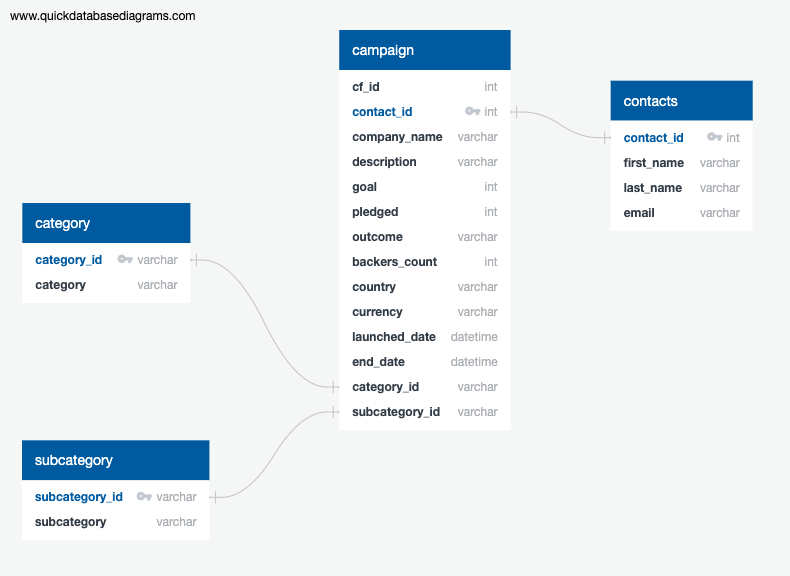 www.quickdatabasediagrams.com
campaign
cf_id int
contact_id int
company_name varchar
description varchar
goal int
pledged int
outcome varchar
backers_count int
country varchar
currency varchar
launched_date datetime
end_date datetime
category_id varchar
subcategory_id varchar
contacts
contact_id int
first_name varchar
last_name varchar
email varchar
category
category_id varchar
category varchar
subcategory
subcategory_id varchar
subcategory varchar